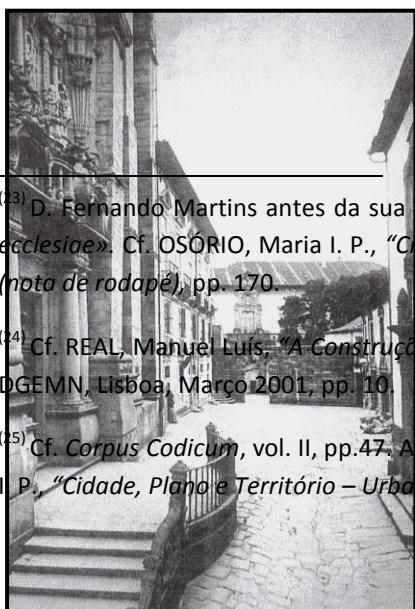 (23) D. Fernando Martins antes da sua
ecclesiae». Cf. OSÓRIO, Maria I. P.,
(nota de rodapé), pp. 170.
(24) Cf. REAL, Manuel Luís, "A Construçã
DGEMN, Lisboa, Março 2001, pp. 10.
(25) Cf. Corpus Codicum, vol. II, pp.47. A
I. P., "Cidade, Plano e Território – Urba